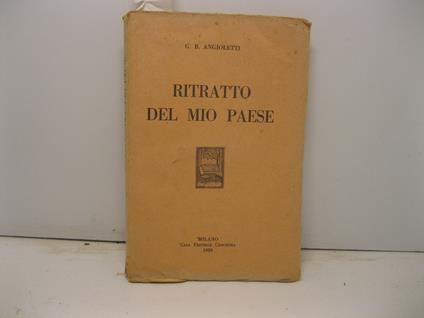 G. B. ANGIOLETTI
RITRATTO
DEL MIO PAESE
MILANO
CASA EDITRICE CESCHINA